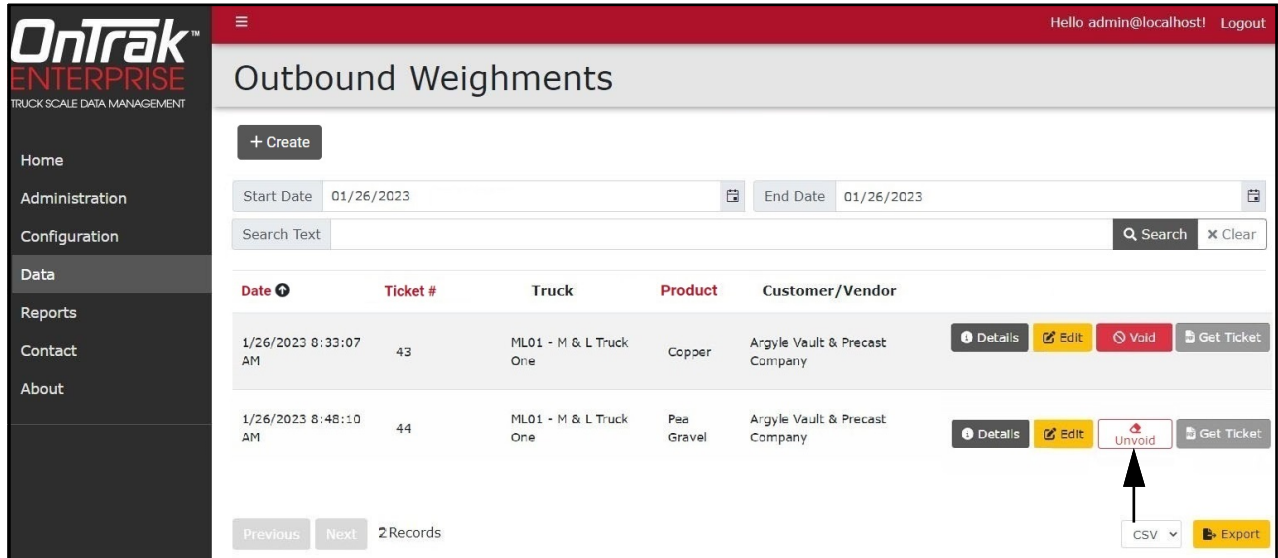 OnTrak™
ENTERPRISE
TRUCK SCALE DATA MANAGEMENT
Hello admin@localhost! Logout
Outbound Weighments
+ Create
Home
Administration
Configuration
Data
Reports
Contact
About
Start Date 01/26/2023 End Date 01/26/2023
Search Text Search × Clear
Date Ticket # Truck Product Customer/Vendor
1/26/2023 8:33:07 AM 43 ML01 - M & L Truck One Copper Argyle Vault & Precast Company Details Edit Void Get Ticket
1/26/2023 8:48:10 AM 44 ML01 - M & L Truck One Pea Gravel Argyle Vault & Precast Company Details Edit Unvoid Get Ticket
Previous Next 2 Records CSV Export